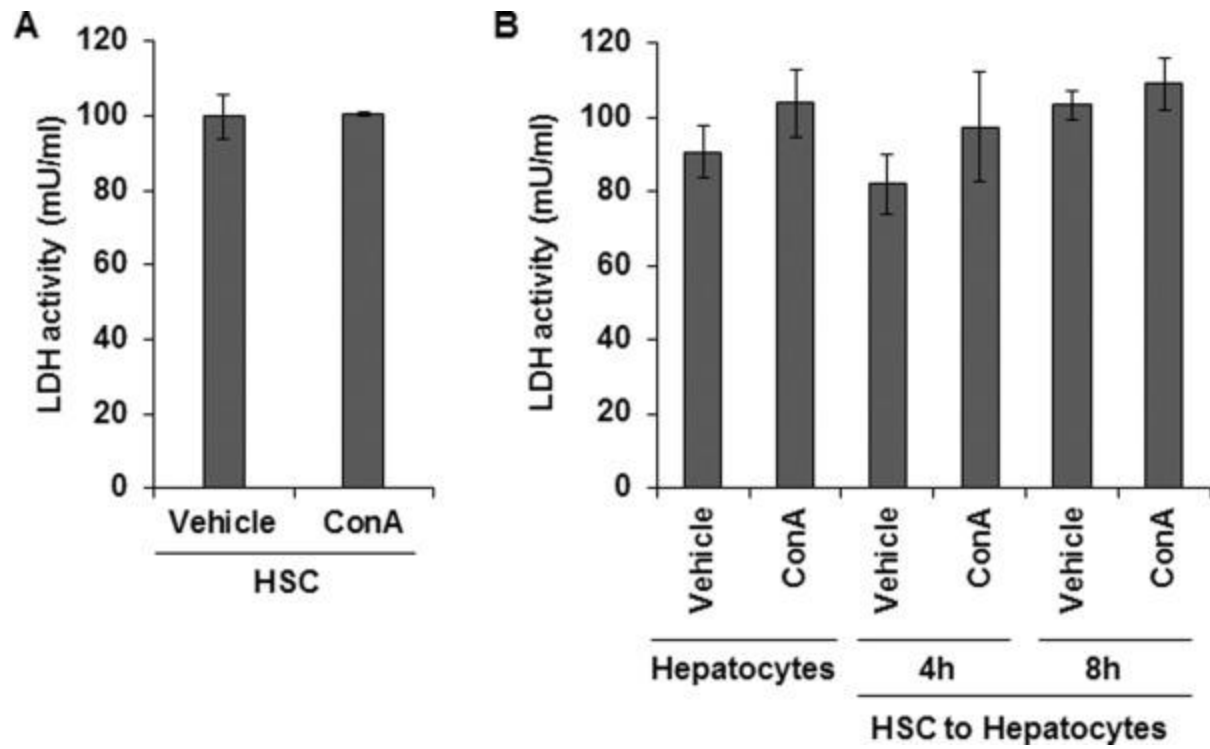 A
LDH activity (mU/ml)
120
100
80
60
40
20
0
Vehicle ConA
HSC
B
LDH activity (mU/ml)
120
100
80
60
40
20
0
Vehicle
ConA
Vehicle
ConA
Vehicle
ConA
Hepatocytes 4h 8h
HSC to Hepatocytes